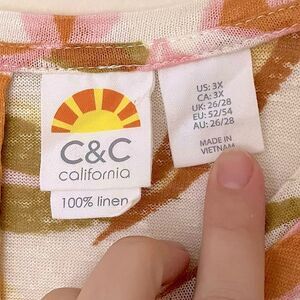 C&C
california
100% linen
US: 3X
CA: 3X
UK: 26/28
EU: 52/54
AU: 26/28
MADE IN
VIETNAM